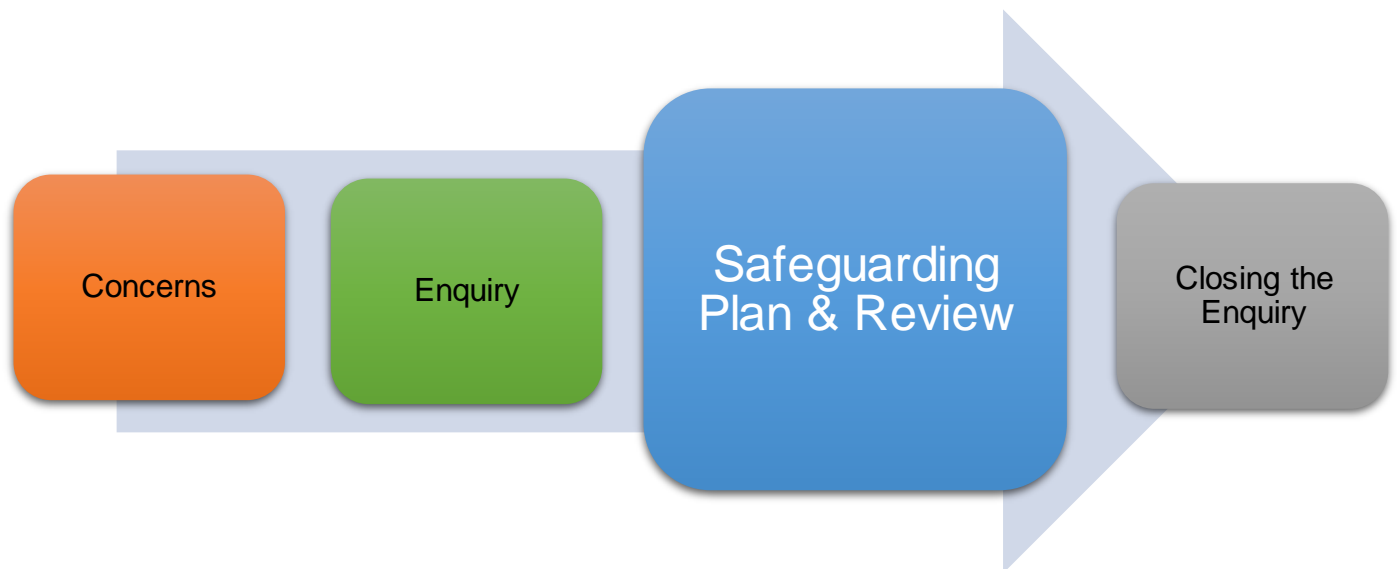 Concerns
Enquiry
Safeguarding
Plan & Review
Closing the
Enquiry